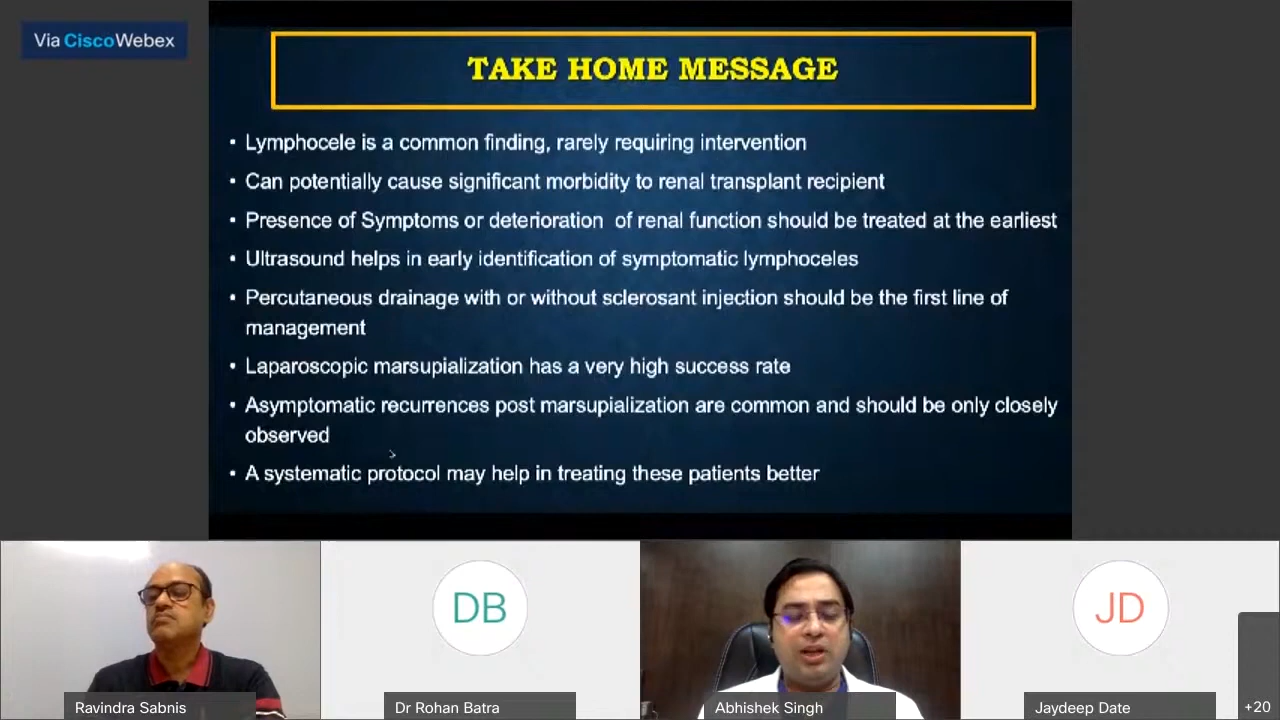 Via CiscoWebex
TAKE HOME MESSAGE
• Lymphocele is a common finding, rarely requiring intervention
• Can potentially cause significant morbidity to renal transplant recipient
• Presence of Symptoms or deterioration of renal function should be treated at the earliest
• Ultrasound helps in early identification of symptomatic lymphoceles
• Percutaneous drainage with or without sclerosant injection should be the first line of
management
• Laparoscopic marsupialization has a very high success rate
• Asymptomatic recurrences post marsupialization are common and should be only closely
observed
• A systematic protocol may help in treating these patients better
DB
JD
Ravindra Sabnis
Dr Rohan Batra
Abhishek Singh
Jaydeep Date
+20